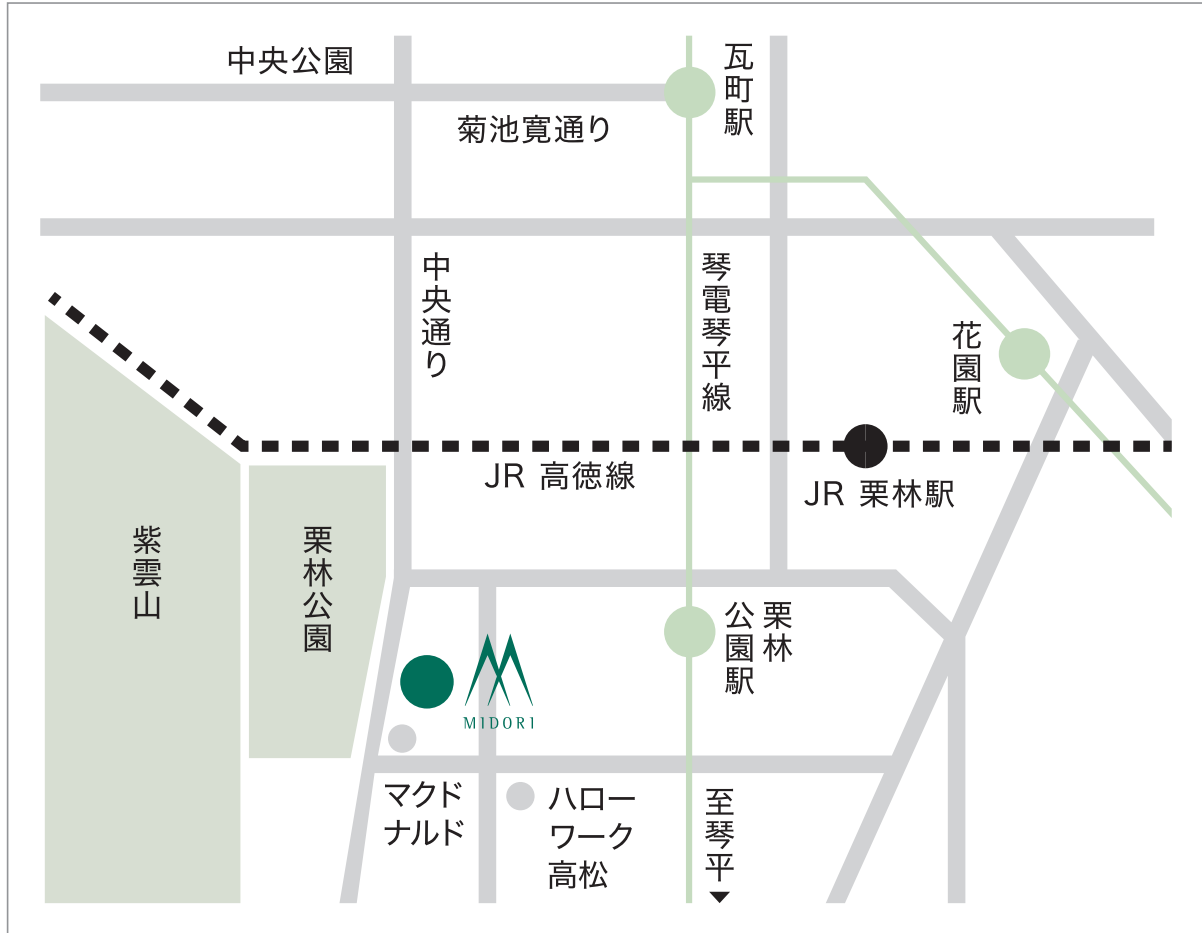 中央公園
瓦町駅
菊池寛通り
中央通り
琴電琴平線
花園駅
JR 高徳線
JR 栗林駅
紫雲山
栗林公園
栗林
公園駅
MIDORI
マクド
ナルド
ハロー
ワーク
高松
至琴平